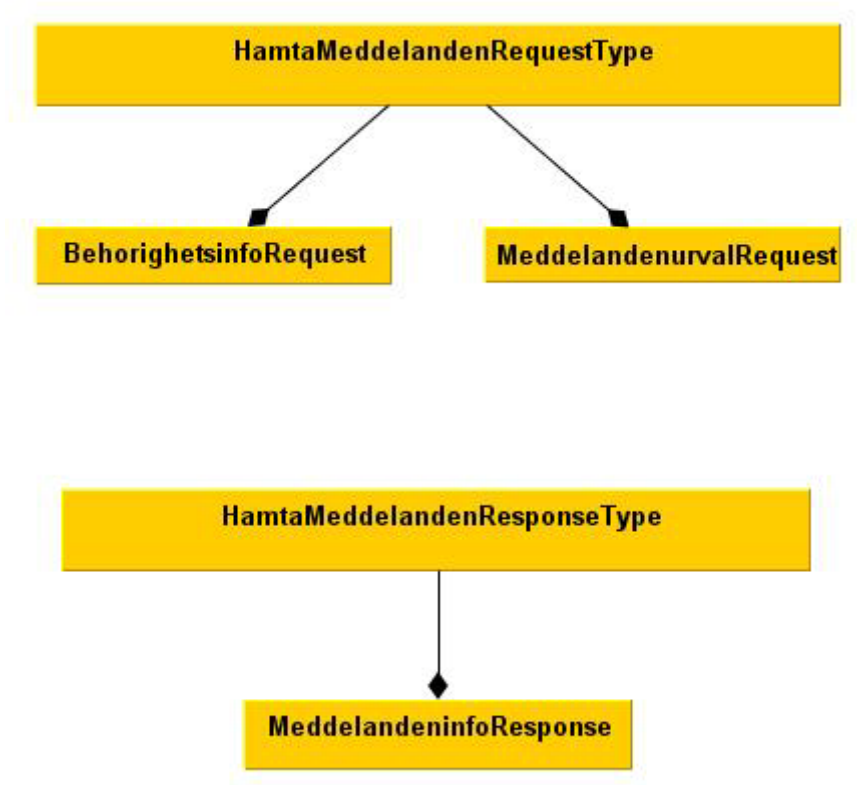 HamtaMeddelandenRequestType
BehorighetsinfoRequest
MeddelandenurvalRequest
HamtaMeddelandenResponseType
MeddelandeninfoResponse